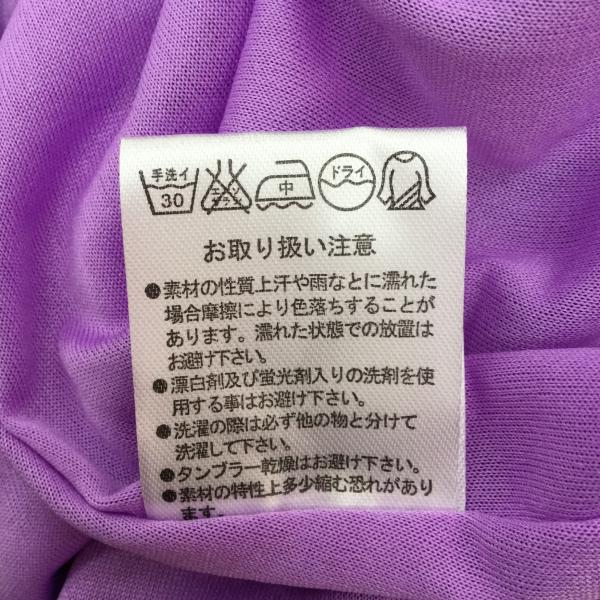 手洗イ 30 エンソサラシ 中 ドライ
お取り扱い注意
●素材の性質上汗や雨なとに濡れた
場合摩擦により色落ちすることが
あります。濡れた状態での放置は
お避け下さい。
●漂白剤及び蛍光剤入りの洗剤を使
用する事はお避け下さい。
●洗濯の際は必ず他の物と分けて
洗濯して下さい。
●タンブラー乾燥はお避け下さい。
●素材の特性上多少縮む恐れがあり
ます。